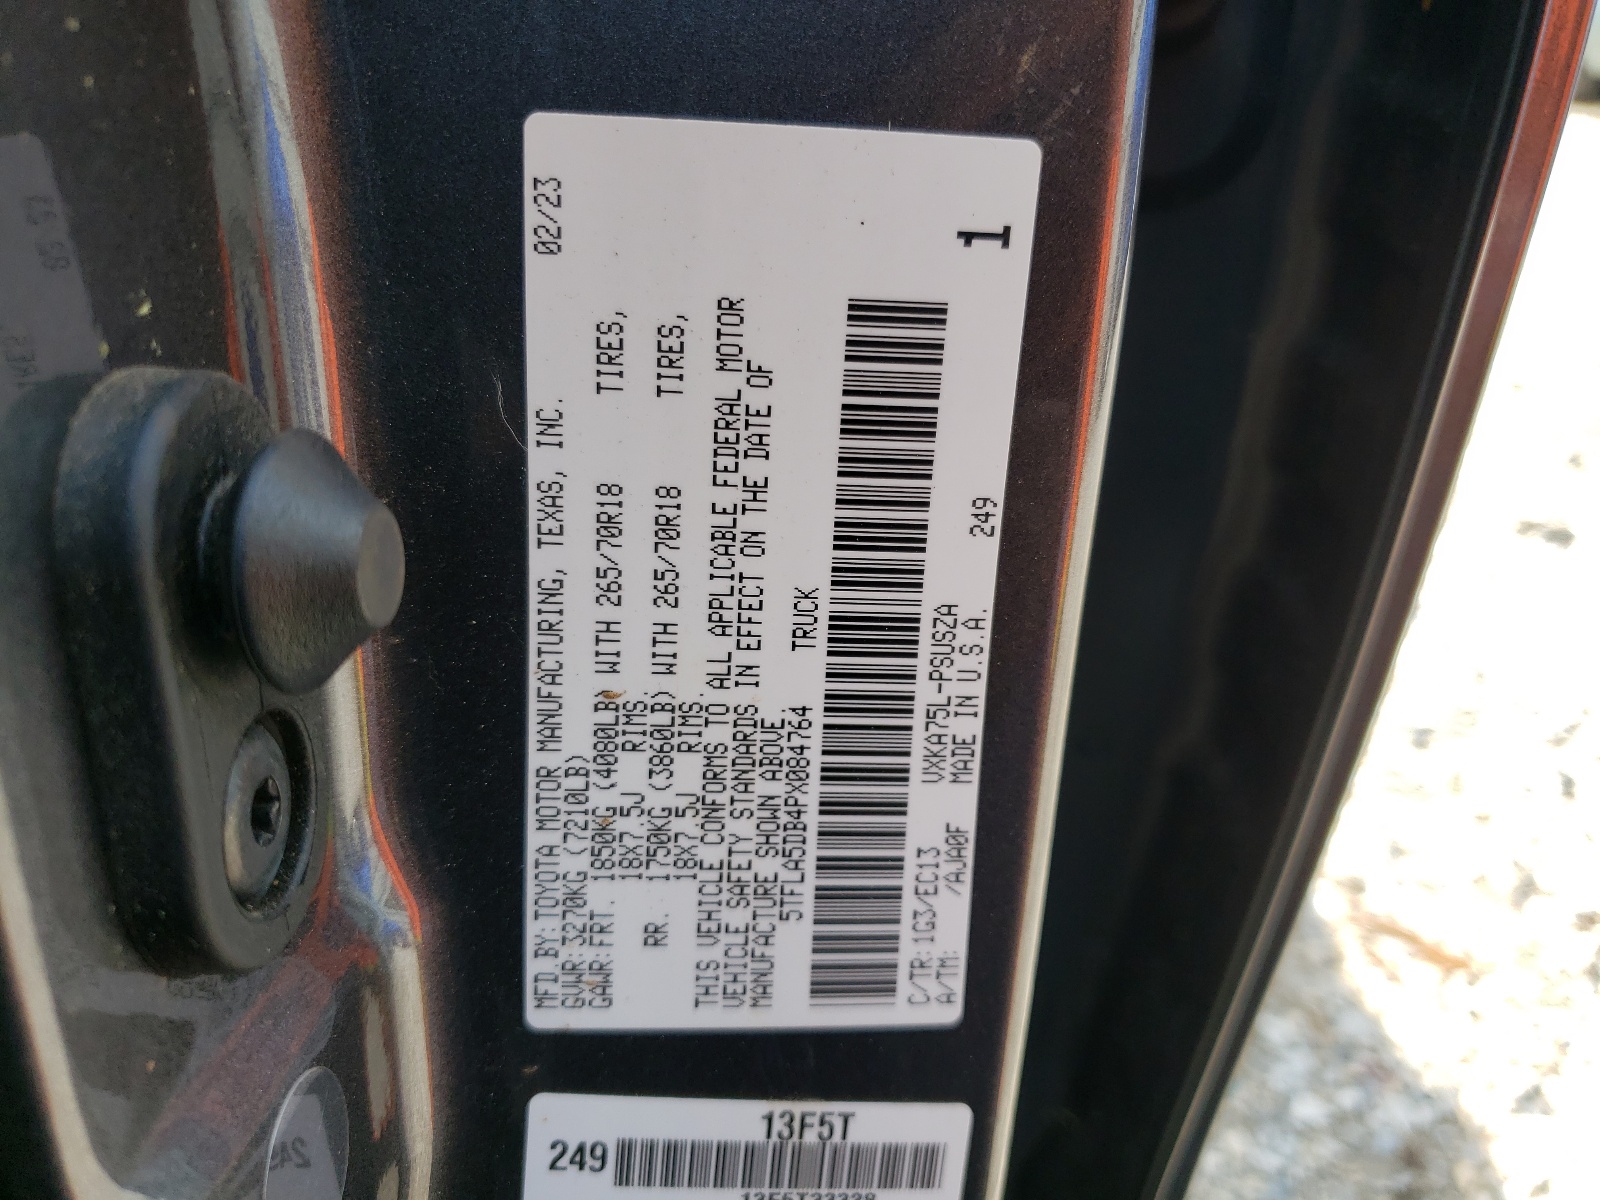 MFD.BY:TOYOTA MOTOR MANUFACTURING, TEXAS, INC. 02/23
GVWR:3270KG (7210LB)
GAWR:FRT. 1850KG (4080LB) WITH 265/70R18 TIRES,
18X7.5J RIMS.
RR. 1750KG (3860LB) WITH 265/70R18 TIRES,
18X7.5J RIMS.
THIS VEHICLE CONFORMS TO ALL APPLICABLE FEDERAL MOTOR
VEHICLE SAFETY STANDARDS IN EFFECT ON THE DATE OF
MANUFACTURE SHOWN ABOVE.
5TFLA5DB4PX084764 TRUCK
C/TR:1G3/EC13 VXKA75L-PSUSZA
A/TM: /AJA0F MADE IN U.S.A. 249
1
13F5T
249